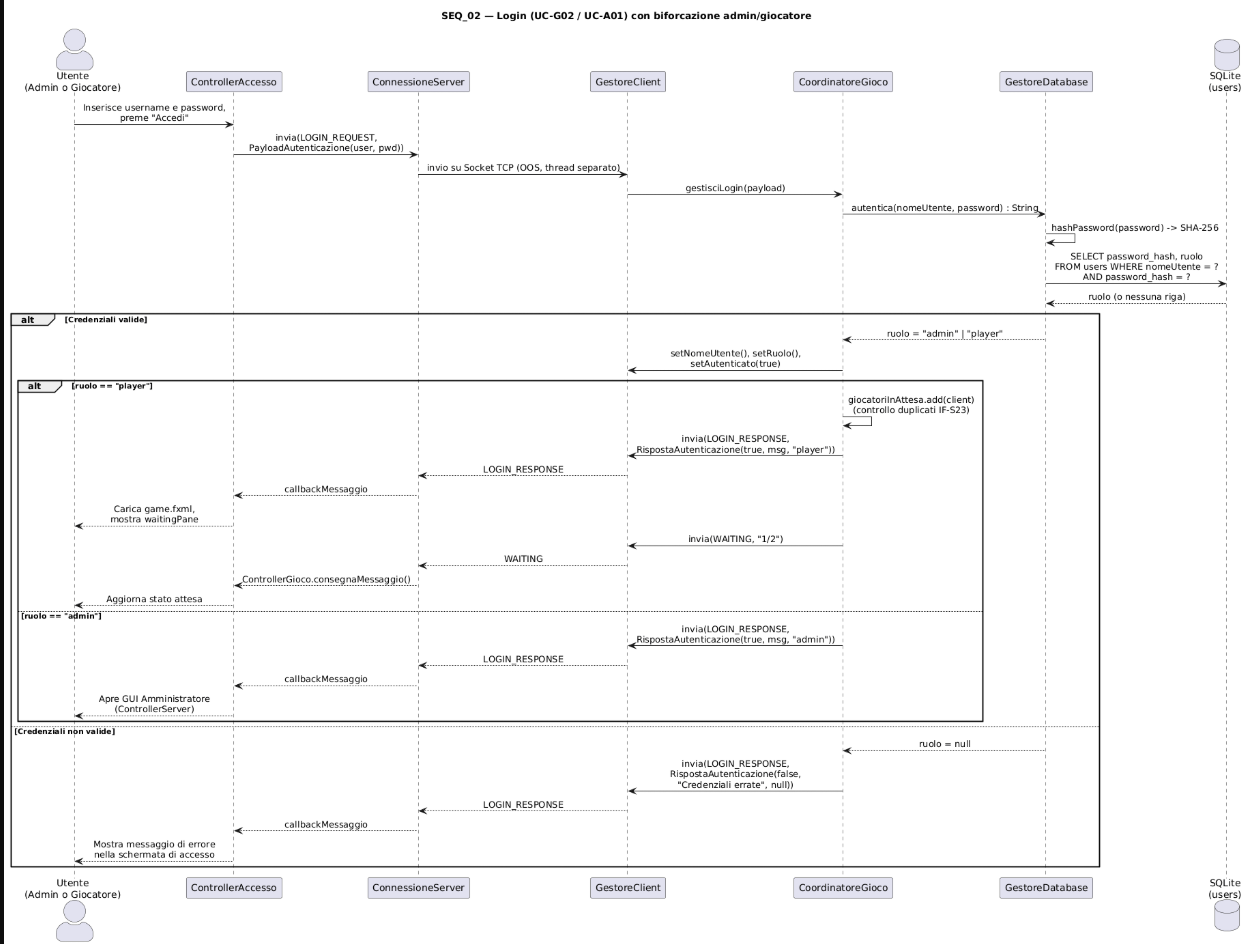 SEQ_02 — Login (UC-G02 / UC-A01) con biforcazione admin/giocatore
Utente
(Admin o Giocatore)
ControllerAccesso
ConnessioneServer
GestoreClient
CoordinatoreGioco
GestoreDatabase
SQLite
(users)
Inserisce username e password,
preme "Accedi"
invia(LOGIN_REQUEST,
PayloadAutenticazione(user, pwd))
invio su Socket TCP (OOS, thread separato)
gestisciLogin(payload)
autentica(nomeUtente, password) : String
hashPassword(password) -> SHA-256
SELECT password_hash, ruolo
FROM users WHERE nomeUtente = ?
AND password_hash = ?
ruolo (o nessuna riga)
alt [Credenziali valide]
ruolo = "admin" | "player"
setNomeUtente(), setRuolo(),
setAutenticato(true)
alt [ruolo == "player"]
giocatoriInAttesa.add(client)
(controllo duplicati IF-S23)
invia(LOGIN_RESPONSE,
RispostaAutenticazione(true, msg, "player"))
LOGIN_RESPONSE
callbackMessaggio
Carica game.fxml,
mostra waitingPane
invia(WAITING, "1/2")
WAITING
ControllerGioco.consegnaMessaggio()
Aggiorna stato attesa
[ruolo == "admin"]
invia(LOGIN_RESPONSE,
RispostaAutenticazione(true, msg, "admin"))
LOGIN_RESPONSE
callbackMessaggio
Apre GUI Amministratore
(ControllerServer)
[Credenziali non valide]
ruolo = null
invia(LOGIN_RESPONSE,
RispostaAutenticazione(false,
"Credenziali errate", null))
LOGIN_RESPONSE
callbackMessaggio
Mostra messaggio di errore
nella schermata di accesso
Utente
(Admin o Giocatore)
ControllerAccesso
ConnessioneServer
GestoreClient
CoordinatoreGioco
GestoreDatabase
SQLite
(users)